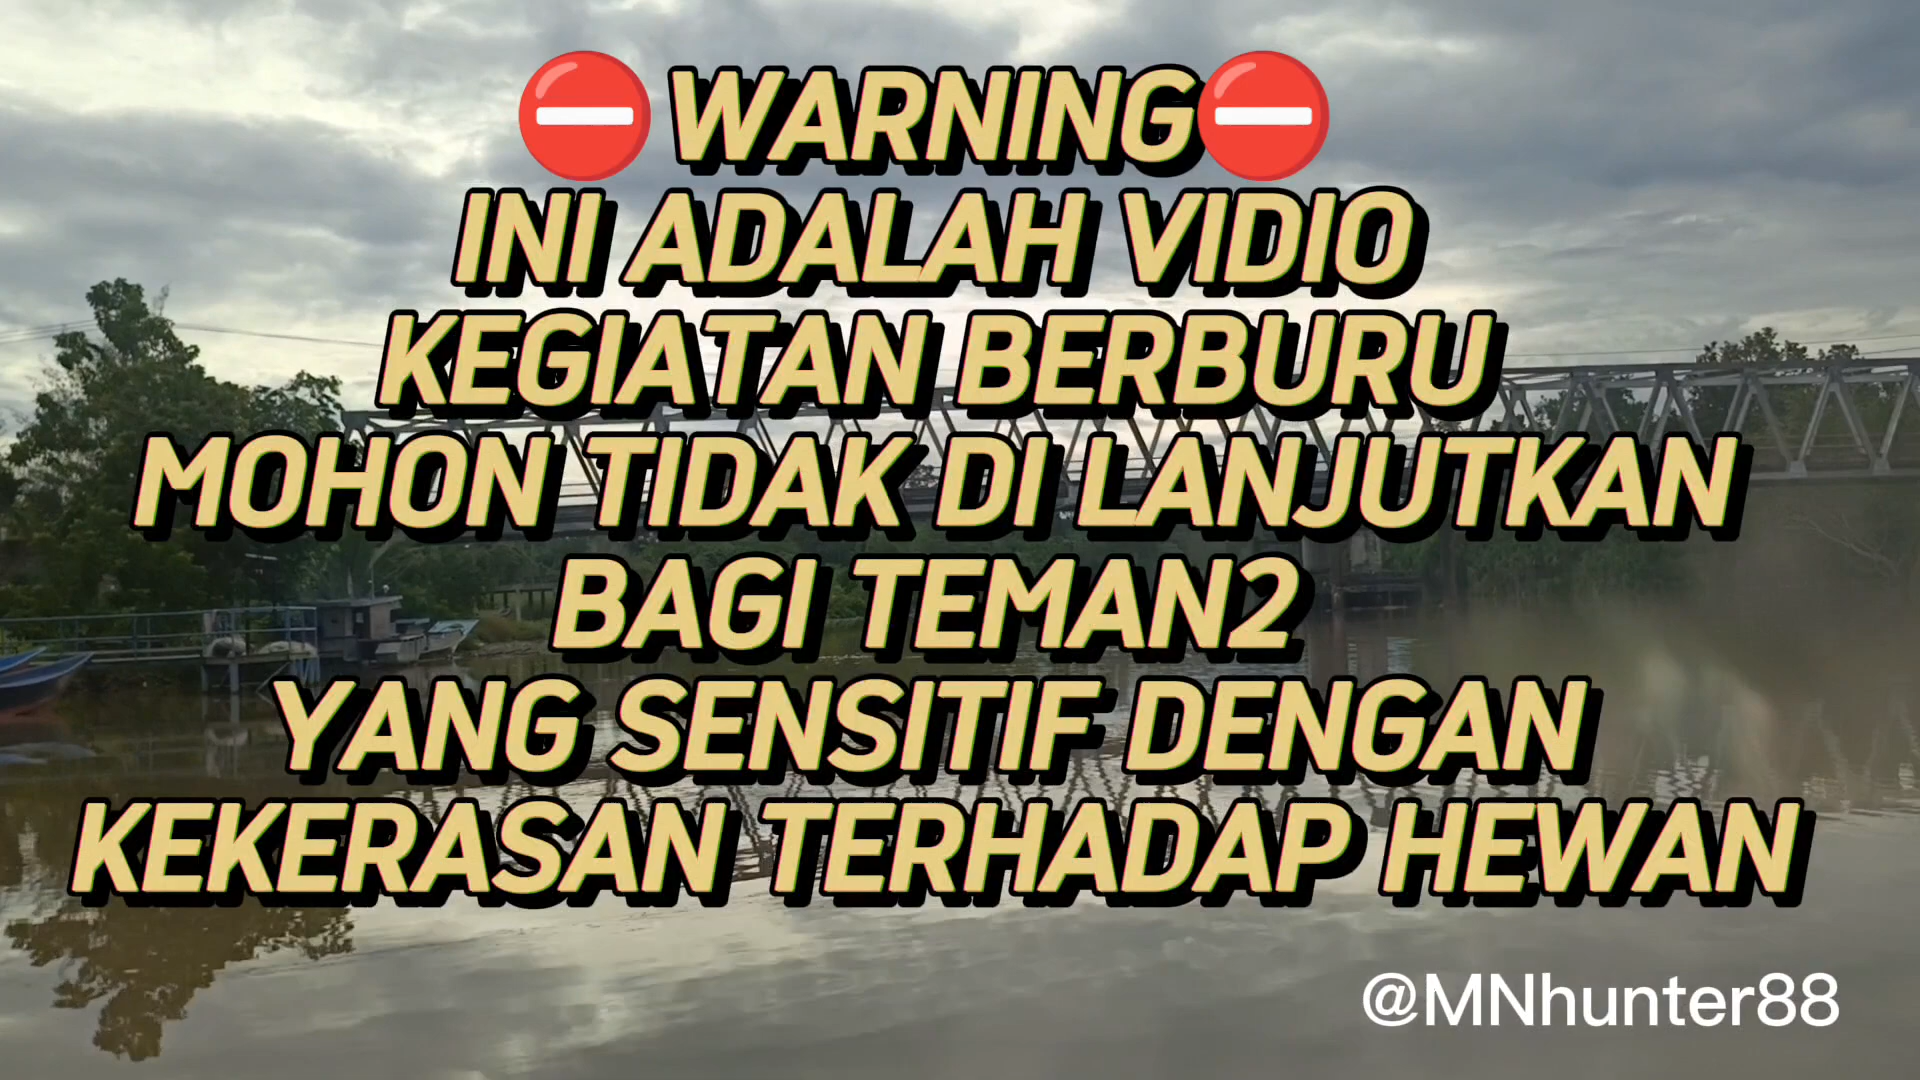 ⛔WARNING⛔
INI ADALAH VIDIO
KEGIATAN BERBURU
MOHON TIDAK DI LANJUTKAN
BAGI TEMAN2
YANG SENSITIF DENGAN
KEKERASAN TERHADAP HEWAN
@MNhunter88